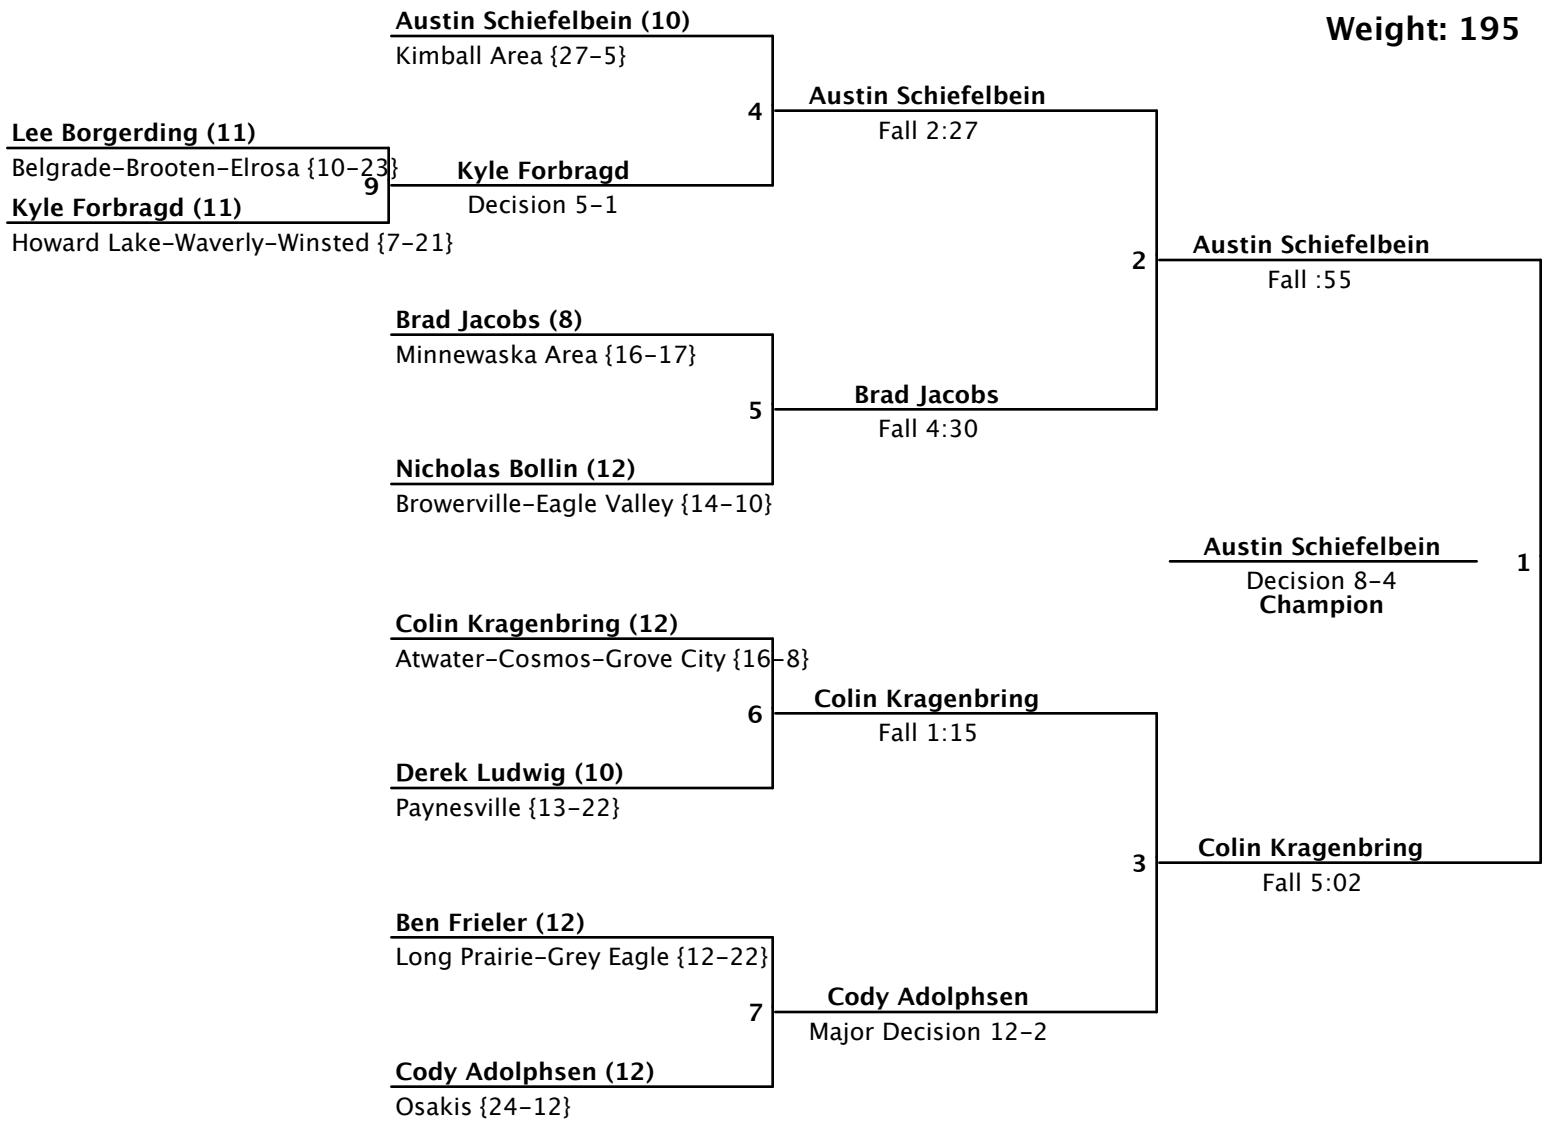 Weight: 195
Austin Schiefelbein (10)
Kimball Area {27-5}
4
Austin Schiefelbein
Fall 2:27
Lee Borgerding (11)
Belgrade-Brooten-Elrosa {10-23}
9
Kyle Forbragd
Decision 5-1
Kyle Forbragd (11)
Howard Lake-Waverly-Winsted {7-21}
2
Austin Schiefelbein
Fall :55
Brad Jacobs (8)
Minnewaska Area {16-17}
5
Brad Jacobs
Fall 4:30
Nicholas Bollin (12)
Browerville-Eagle Valley {14-10}
Austin Schiefelbein
1
Decision 8-4
Champion
Colin Kragenbring (12)
Atwater-Cosmos-Grove City {16-8}
6
Colin Kragenbring
Fall 1:15
Derek Ludwig (10)
Paynesville {13-22}
3
Colin Kragenbring
Fall 5:02
Ben Frieler (12)
Long Prairie-Grey Eagle {12-22}
7
Cody Adolphsen
Major Decision 12-2
Cody Adolphsen (12)
Osakis {24-12}